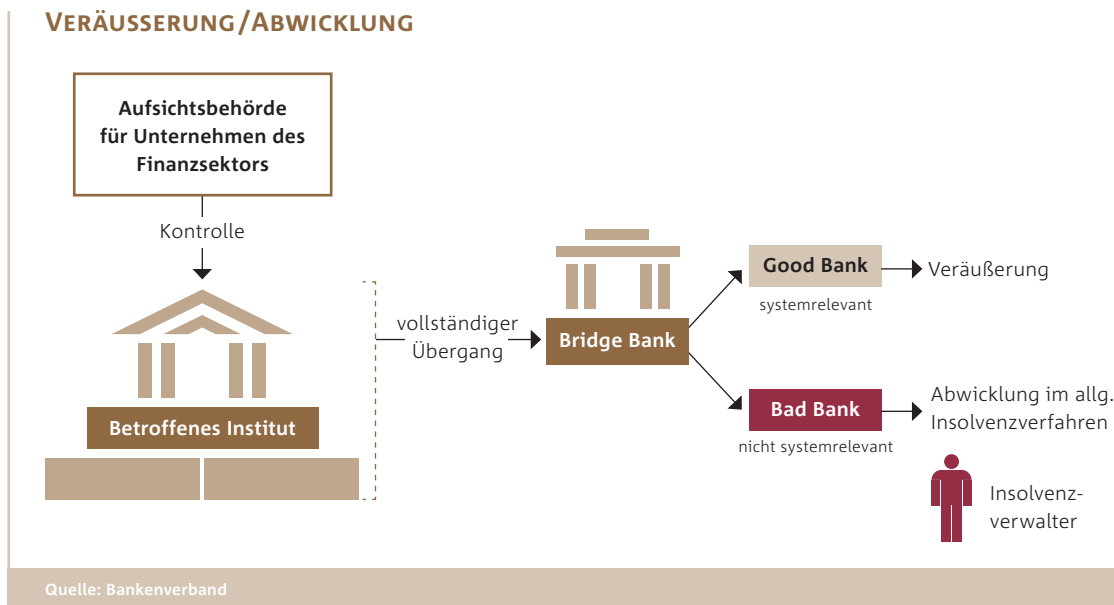 VERÄUSSERUNG/ABWICKLUNG
Aufsichtsbehörde
für Unternehmen des
Finanzsektors
Kontrolle
Betroffenes Institut
vollständiger
Übergang
Bridge Bank
Good Bank
systemrelevant
Veräußerung
Bad Bank
nicht systemrelevant
Abwicklung im allg.
Insolvenzverfahren
Insolvenz-
verwalter
Quelle: Bankenverband